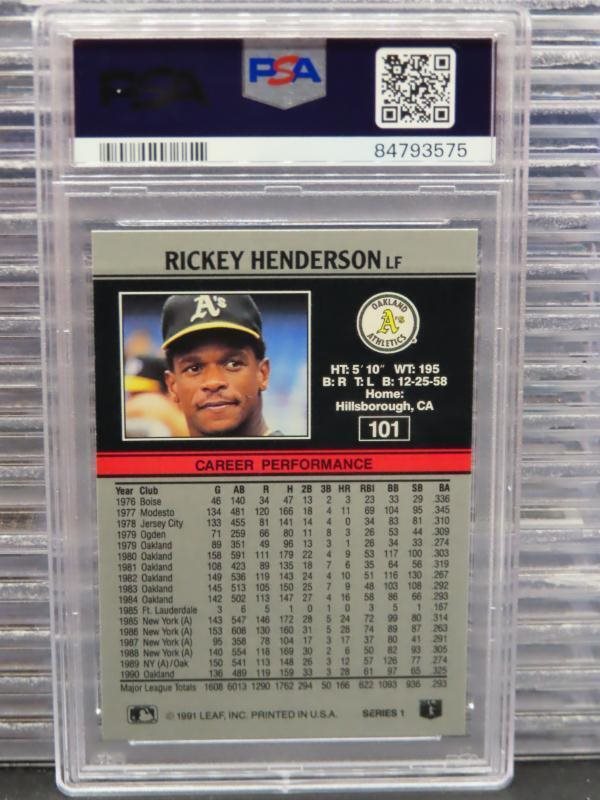 PSA
PSA
84793575
RICKEY HENDERSON LF
A's
OAKLAND
A's
ATHLETICS
HT: 5' 10" WT: 195
B: R T: L B: 12-25-58
Home:
Hillsborough, CA
101
CAREER PERFORMANCE
Year Club G AB R H 2B 3B HR RBI BB SB BA
1976 Boise 46 140 34 47 13 2 3 23 33 29 .336
1977 Modesto 134 481 120 166 18 4 11 69 104 95 .345
1978 Jersey City 133 455 81 141 14 4 0 34 83 81 .310
1979 Ogden 71 259 66 80 11 8 3 26 53 44 .309
1979 Oakland 89 351 49 96 13 3 1 26 34 33 .274
1980 Oakland 158 591 111 179 22 4 9 53 117 100 .303
1981 Oakland 108 423 89 135 18 7 6 35 64 56 .319
1982 Oakland 149 536 119 143 24 4 10 51 116 130 .267
1983 Oakland 145 513 105 150 25 7 9 48 103 108 .292
1984 Oakland 142 502 113 147 27 4 16 58 86 66 .293
1985 Ft. Lauderdale 3 6 5 1 0 1 0 3 5 1 .167
1985 New York (A) 143 547 146 172 28 5 24 72 99 80 .314
1986 New York (A) 153 608 130 160 31 5 28 74 89 87 .263
1987 New York (A) 95 358 78 104 17 3 17 37 80 41 .291
1988 New York (A) 140 554 118 169 30 2 6 50 82 93 .305
1989 NY (A)/Oak 150 541 113 148 26 3 12 57 126 77 .274
1990 Oakland 136 489 119 159 33 3 28 61 97 65 .325
Major League Totals 1608 6013 1290 1762 294 50 166 622 1093 936 .293
© 1991 LEAF, INC. PRINTED IN U.S.A. SERIES 1